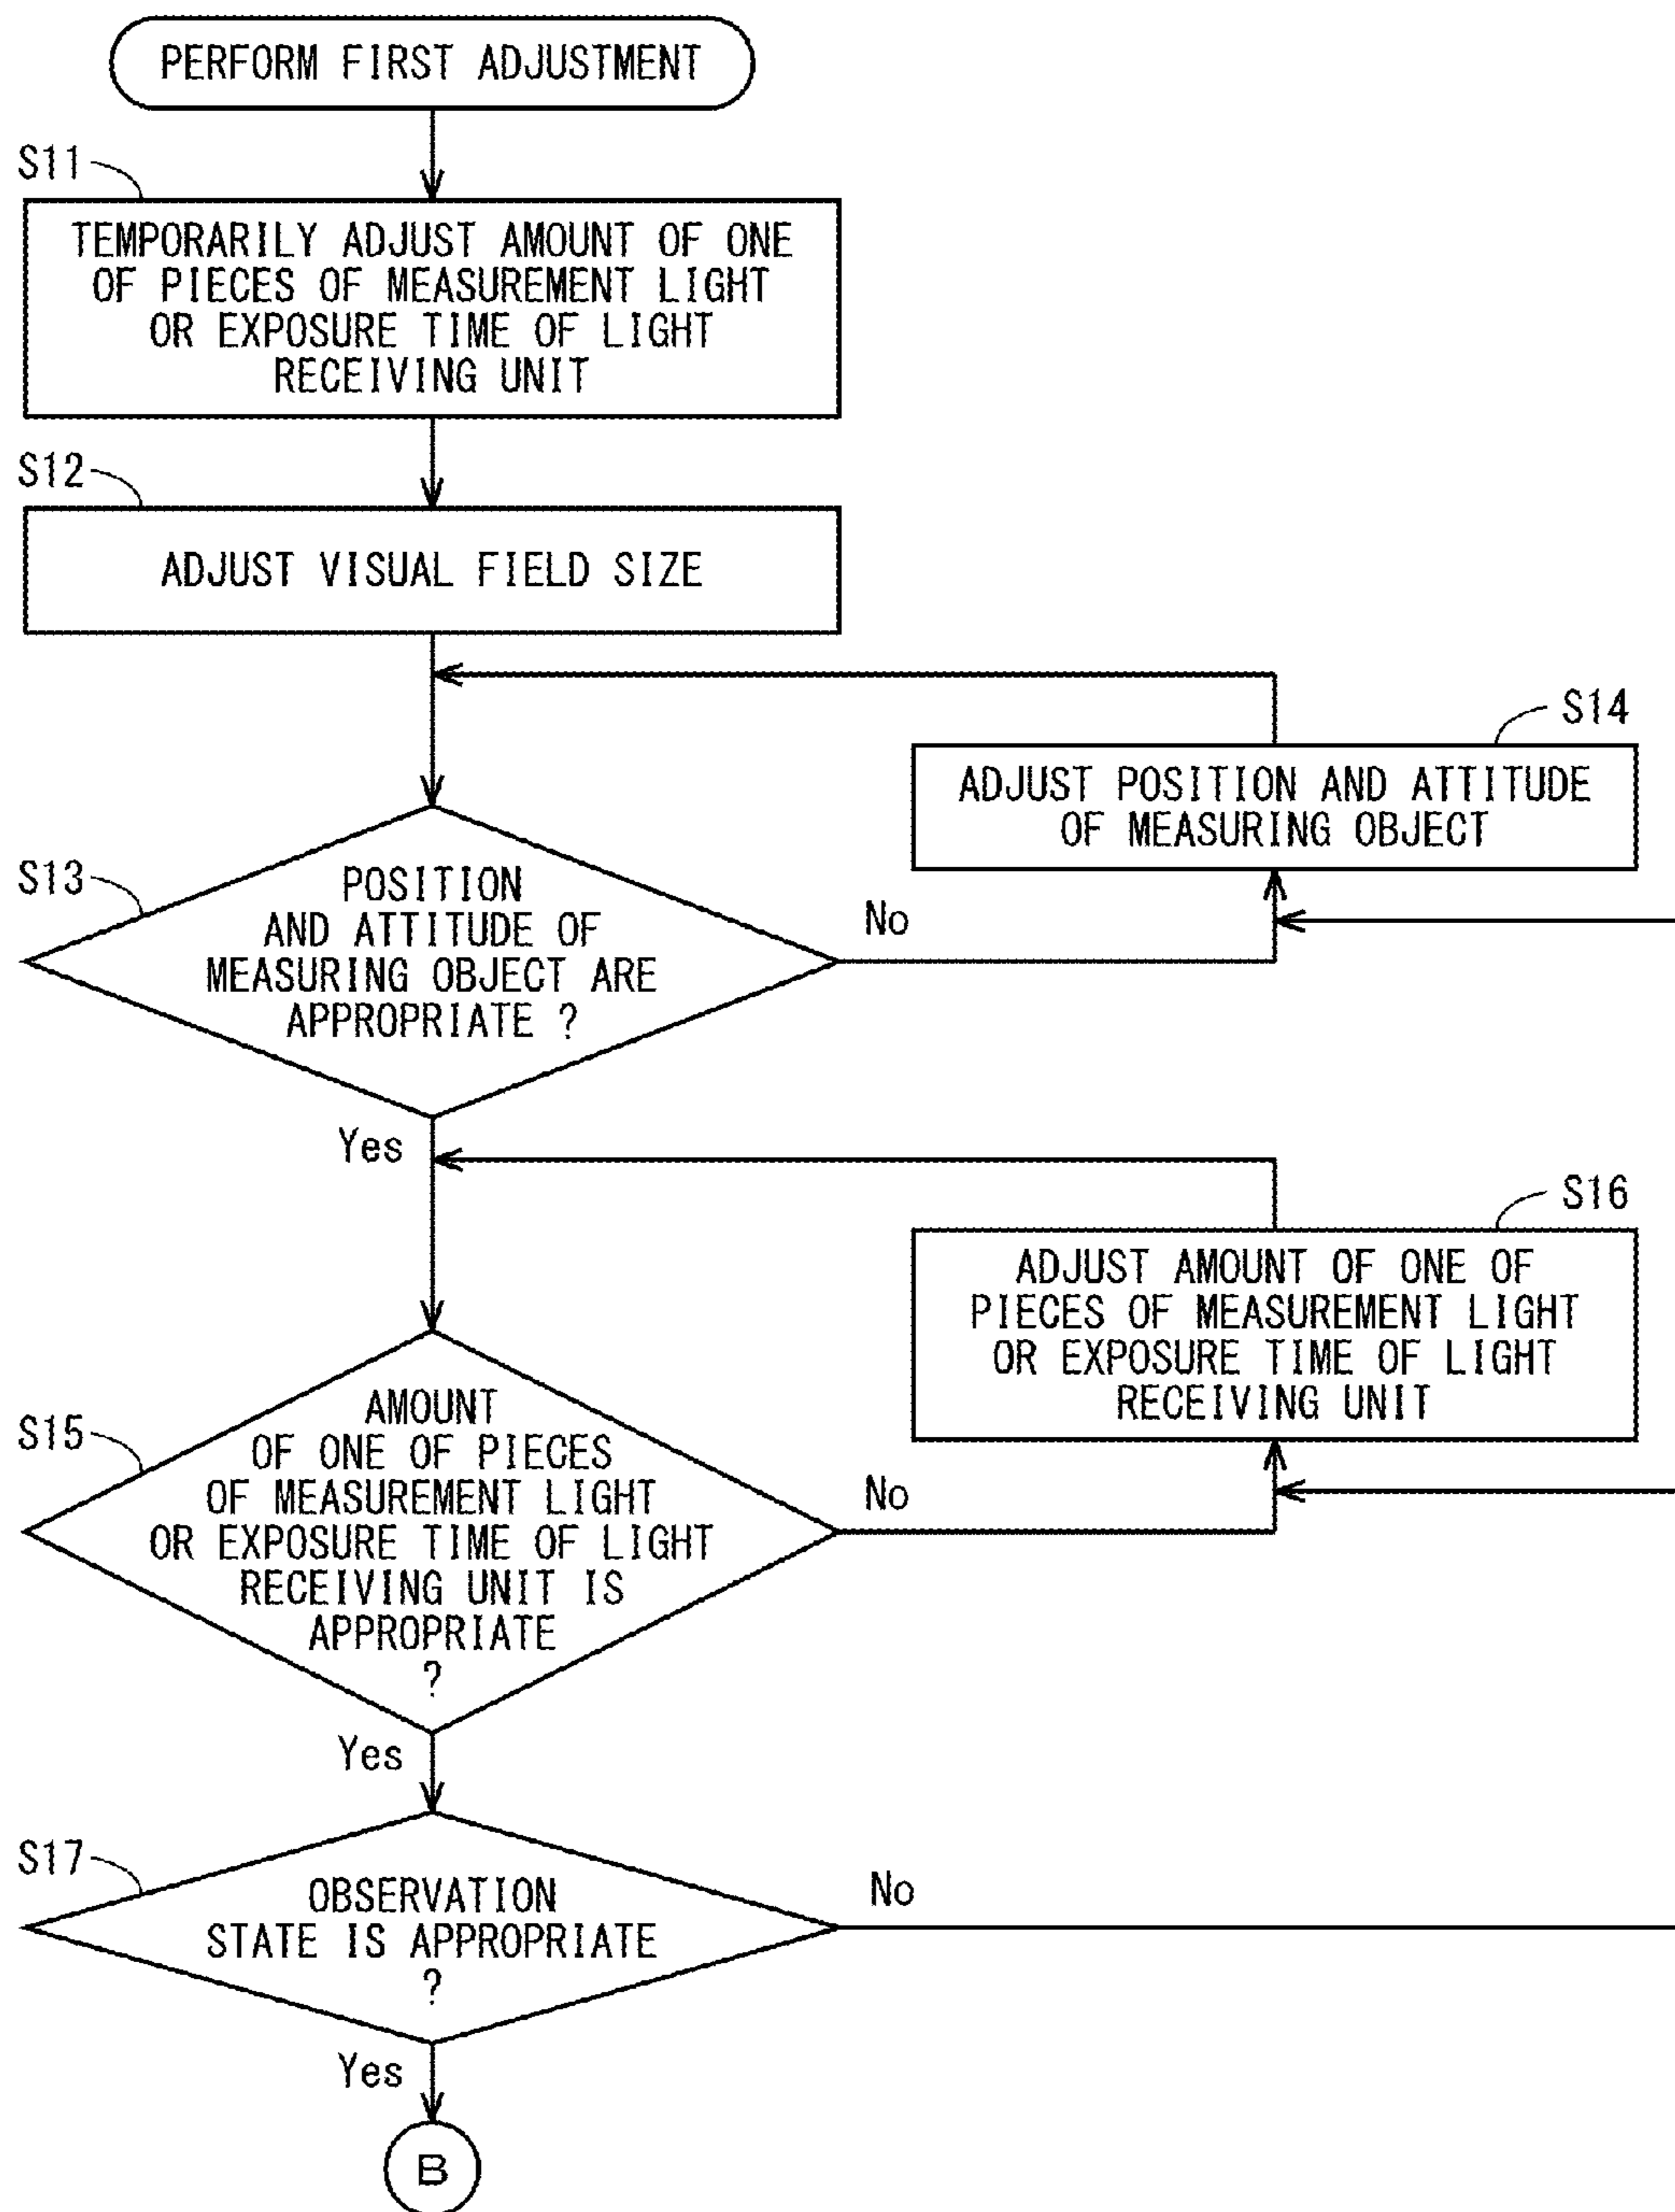 PERFORM FIRST ADJUSTMENT
S11
TEMPORARILY ADJUST AMOUNT OF ONE
OF PIECES OF MEASUREMENT LIGHT
OR EXPOSURE TIME OF LIGHT
RECEIVING UNIT
S12
ADJUST VISUAL FIELD SIZE
S14
ADJUST POSITION AND ATTITUDE
OF MEASURING OBJECT
S13
POSITION
AND ATTITUDE OF
MEASURING OBJECT ARE
APPROPRIATE ?
No
Yes
S16
ADJUST AMOUNT OF ONE OF
PIECES OF MEASUREMENT LIGHT
OR EXPOSURE TIME OF LIGHT
RECEIVING UNIT
S15
AMOUNT
OF ONE OF PIECES
OF MEASUREMENT LIGHT
OR EXPOSURE TIME OF LIGHT
RECEIVING UNIT IS
APPROPRIATE
?
No
Yes
S17
OBSERVATION
STATE IS APPROPRIATE
?
No
Yes
B